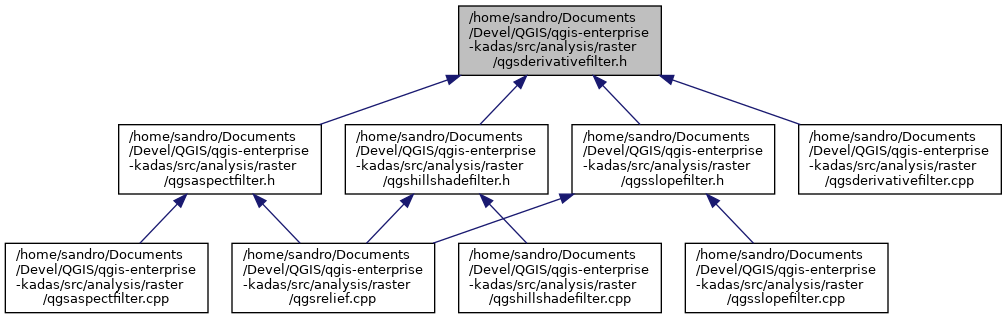 /home/sandro/Documents
/Devel/QGIS/qgis-enterprise
-kadas/src/analysis/raster
/qgsderivativefilter.h
/home/sandro/Documents
/Devel/QGIS/qgis-enterprise
-kadas/src/analysis/raster
/qgsaspectfilter.h
/home/sandro/Documents
/Devel/QGIS/qgis-enterprise
-kadas/src/analysis/raster
/qgshillshadefilter.h
/home/sandro/Documents
/Devel/QGIS/qgis-enterprise
-kadas/src/analysis/raster
/qgsslopefilter.h
/home/sandro/Documents
/Devel/QGIS/qgis-enterprise
-kadas/src/analysis/raster
/qgsderivativefilter.cpp
/home/sandro/Documents
/Devel/QGIS/qgis-enterprise
-kadas/src/analysis/raster
/qgsaspectfilter.cpp
/home/sandro/Documents
/Devel/QGIS/qgis-enterprise
-kadas/src/analysis/raster
/qgsrelief.cpp
/home/sandro/Documents
/Devel/QGIS/qgis-enterprise
-kadas/src/analysis/raster
/qgshillshadefilter.cpp
/home/sandro/Documents
/Devel/QGIS/qgis-enterprise
-kadas/src/analysis/raster
/qgsslopefilter.cpp